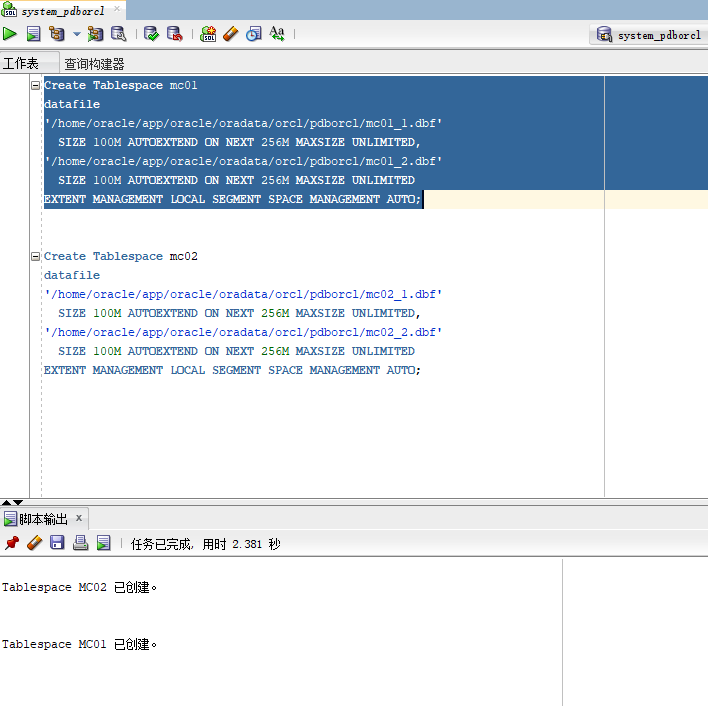 system_pdborcl
system_pdborcl
工作表 查询构建器
Create Tablespace mc01
datafile
'/home/oracle/app/oracle/oradata/orcl/pdborcl/mc01_1.dbf'
SIZE 100M AUTOEXTEND ON NEXT 256M MAXSIZE UNLIMITED,
'/home/oracle/app/oracle/oradata/orcl/pdborcl/mc01_2.dbf'
SIZE 100M AUTOEXTEND ON NEXT 256M MAXSIZE UNLIMITED
EXTENT MANAGEMENT LOCAL SEGMENT SPACE MANAGEMENT AUTO;
Create Tablespace mc02
datafile
'/home/oracle/app/oracle/oradata/orcl/pdborcl/mc02_1.dbf'
SIZE 100M AUTOEXTEND ON NEXT 256M MAXSIZE UNLIMITED,
'/home/oracle/app/oracle/oradata/orcl/pdborcl/mc02_2.dbf'
SIZE 100M AUTOEXTEND ON NEXT 256M MAXSIZE UNLIMITED
EXTENT MANAGEMENT LOCAL SEGMENT SPACE MANAGEMENT AUTO;
脚本输出 x
任务已完成, 用时 2.381 秒
Tablespace MC02 已创建。
Tablespace MC01 已创建。